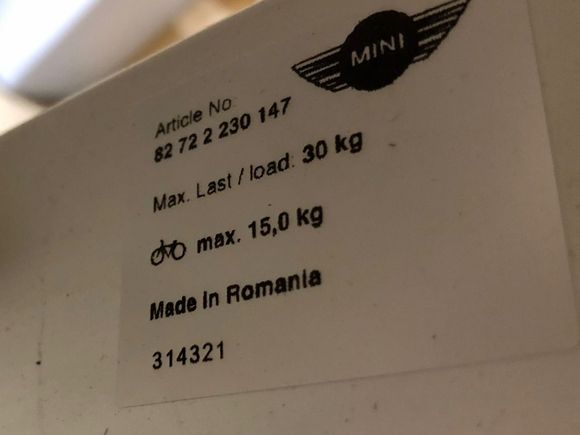 MINI
Article No.
82 72 2 230 147
Max. Last / load: 30 kg
max. 15,0 kg
Made in Romania
314321